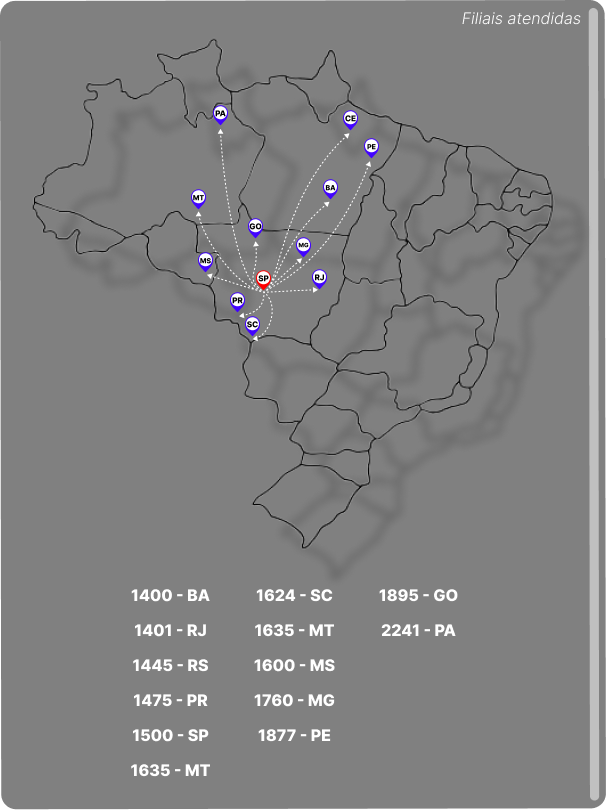 Filiais atendidas
PA
CE
PE
BA
MT
GO
MG
MS
SP
RJ
PR
SC
1400 - BA
1401 - RJ
1445 - RS
1475 - PR
1500 - SP
1635 - MT
1624 - SC
1635 - MT
1600 - MS
1760 - MG
1877 - PE
1895 - GO
2241 - PA